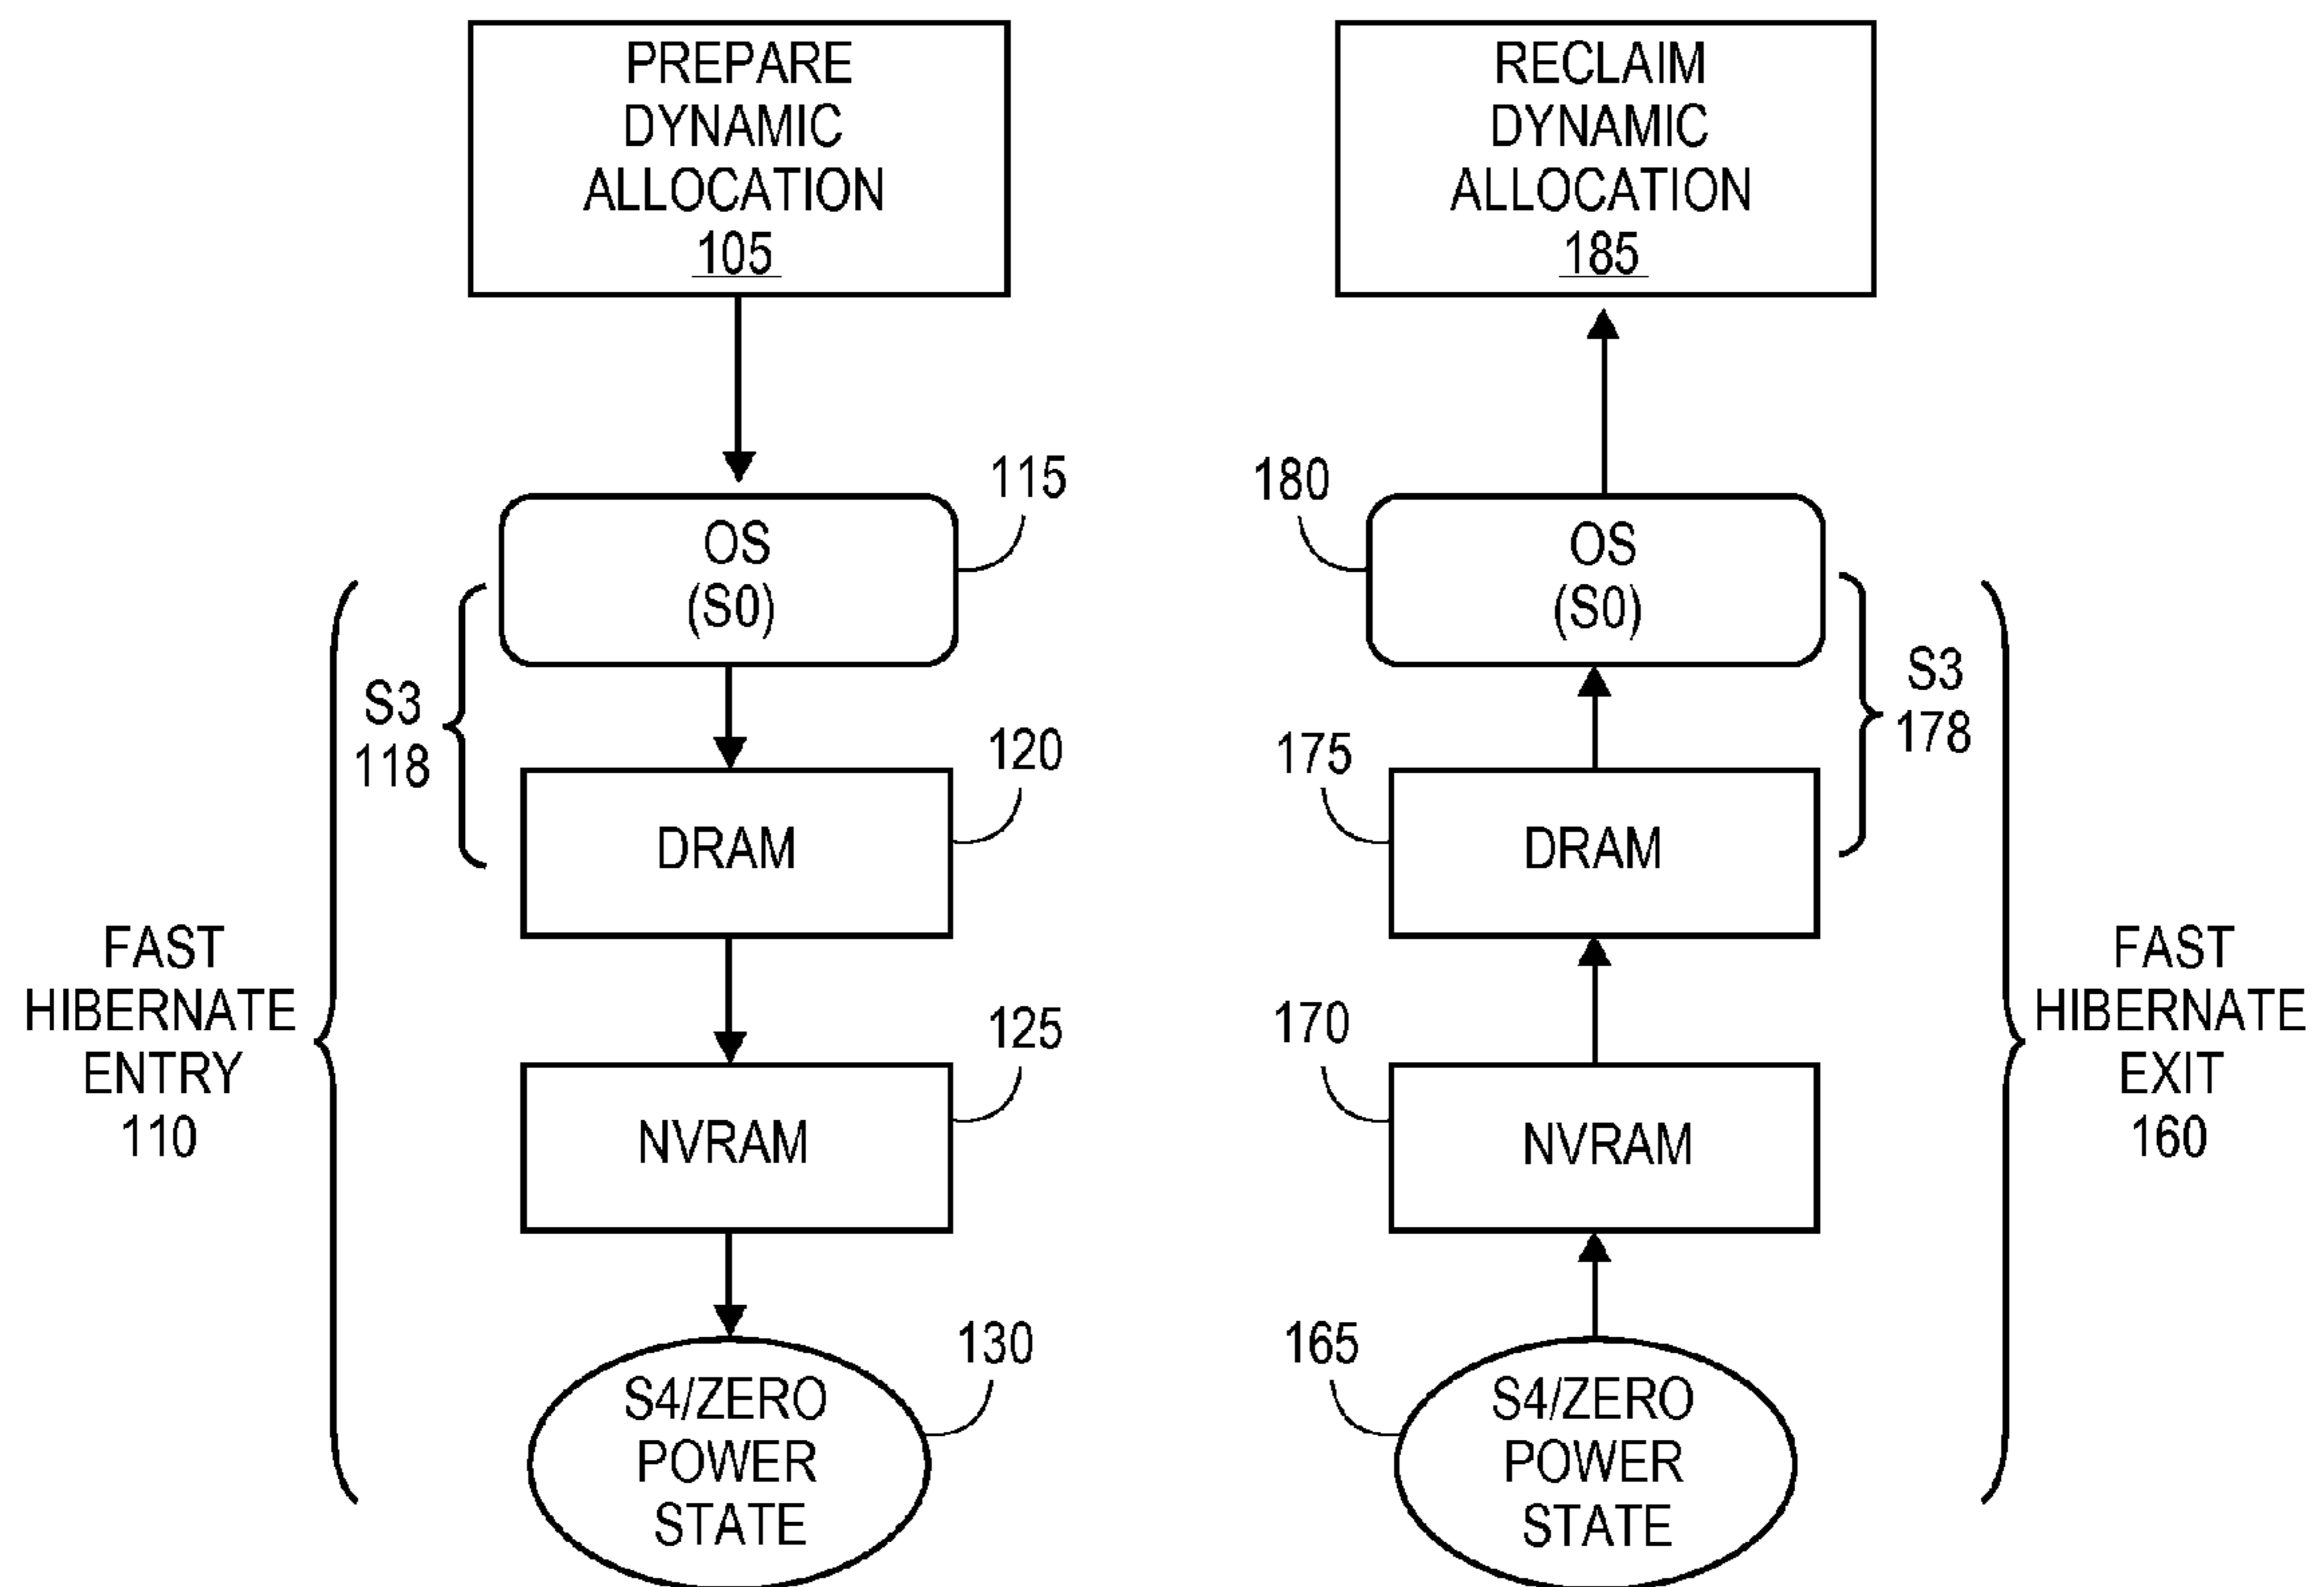 PREPARE
DYNAMIC
ALLOCATION
105
115
OS
(S0)
S3
118
120
DRAM
FAST
HIBERNATE
ENTRY
110
125
NVRAM
130
S4/ZERO
POWER
STATE
RECLAIM
DYNAMIC
ALLOCATION
185
180
OS
(S0)
S3
178
175
DRAM
FAST
HIBERNATE
EXIT
160
170
NVRAM
165
S4/ZERO
POWER
STATE